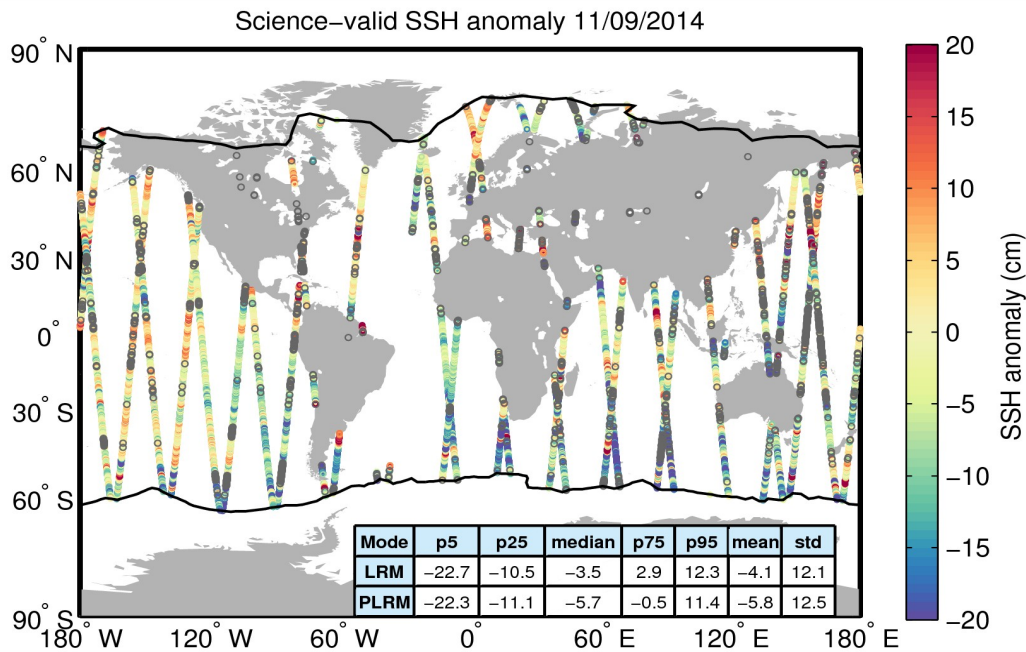 Science−valid SSH anomaly 11/09/2014
90° N
60° N
30° N
0°
30° S
60° S
90° S
180° W
120° W
60° W
0°
60° E
120° E
180° E
Mode p5 p25 median p75 p95 mean std
LRM −22.7 −10.5 −3.5 2.9 12.3 −4.1 12.1
PLRM −22.3 −11.1 −5.7 −0.5 11.4 −5.8 12.5
20
15
10
5
0
−5
−10
−15
−20
SSH anomaly (cm)